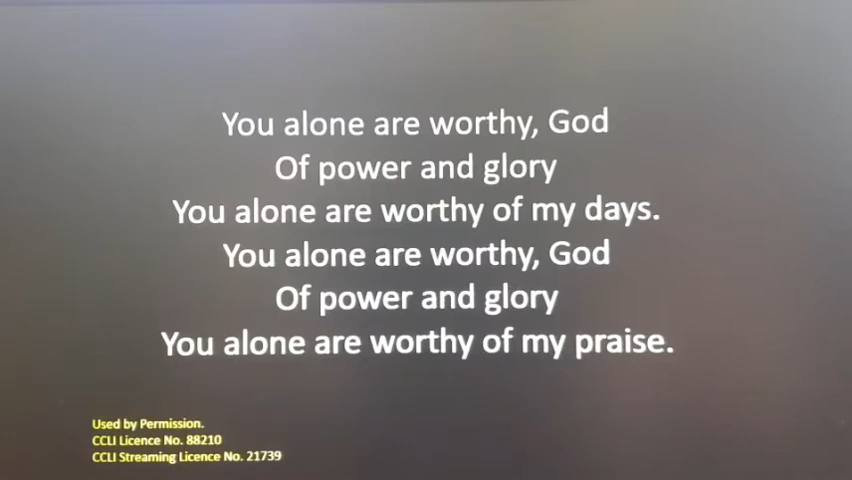 You alone are worthy, God
Of power and glory
You alone are worthy of my days.
You alone are worthy, God
Of power and glory
You alone are worthy of my praise.
Used by Permission.
CCLI Licence No. 88210
CCLI Streaming Licence No. 21739